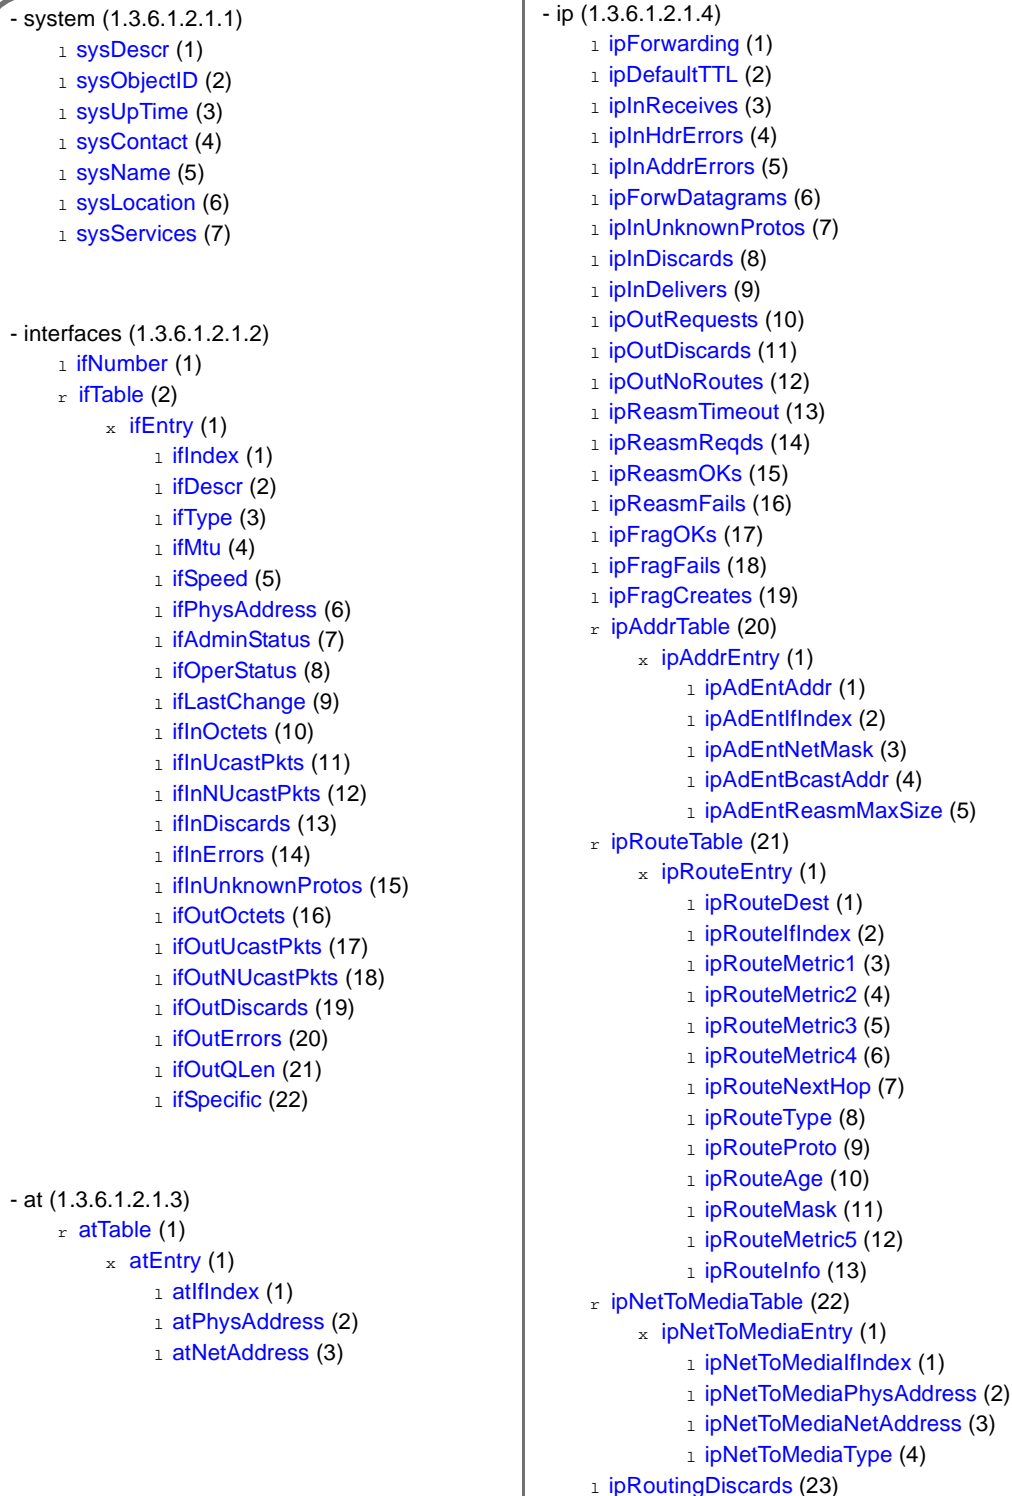 - system (1.3.6.1.2.1.1)
l sysDescr (1)
l sysObjectID (2)
l sysUpTime (3)
l sysContact (4)
l sysName (5)
l sysLocation (6)
l sysServices (7)
- interfaces (1.3.6.1.2.1.2)
l ifNumber (1)
r ifTable (2)
x ifEntry (1)
l ifIndex (1)
l ifDescr (2)
l ifType (3)
l ifMtu (4)
l ifSpeed (5)
l ifPhysAddress (6)
l ifAdminStatus (7)
l ifOperStatus (8)
l ifLastChange (9)
l ifInOctets (10)
l ifInUcastPkts (11)
l ifInNUcastPkts (12)
l ifInDiscards (13)
l ifInErrors (14)
l ifInUnknownProtos (15)
l ifOutOctets (16)
l ifOutUcastPkts (17)
l ifOutNUcastPkts (18)
l ifOutDiscards (19)
l ifOutErrors (20)
l ifOutQLen (21)
l ifSpecific (22)
- at (1.3.6.1.2.1.3)
r atTable (1)
x atEntry (1)
l atIfIndex (1)
l atPhysAddress (2)
l atNetAddress (3)
- ip (1.3.6.1.2.1.4)
l ipForwarding (1)
l ipDefaultTTL (2)
l ipInReceives (3)
l ipInHdrErrors (4)
l ipInAddrErrors (5)
l ipForwDatagrams (6)
l ipInUnknownProtos (7)
l ipInDiscards (8)
l ipInDelivers (9)
l ipOutRequests (10)
l ipOutDiscards (11)
l ipOutNoRoutes (12)
l ipReasmTimeout (13)
l ipReasmReqds (14)
l ipReasmOKs (15)
l ipReasmFails (16)
l ipFragOKs (17)
l ipFragFails (18)
l ipFragCreates (19)
r ipAddrTable (20)
x ipAddrEntry (1)
l ipAdEntAddr (1)
l ipAdEntIfIndex (2)
l ipAdEntNetMask (3)
l ipAdEntBcastAddr (4)
l ipAdEntReasmMaxSize (5)
r ipRouteTable (21)
x ipRouteEntry (1)
l ipRouteDest (1)
l ipRouteIfIndex (2)
l ipRouteMetric1 (3)
l ipRouteMetric2 (4)
l ipRouteMetric3 (5)
l ipRouteMetric4 (6)
l ipRouteNextHop (7)
l ipRouteType (8)
l ipRouteProto (9)
l ipRouteAge (10)
l ipRouteMask (11)
l ipRouteMetric5 (12)
l ipRouteInfo (13)
r ipNetToMediaTable (22)
x ipNetToMediaEntry (1)
l ipNetToMediaIfIndex (1)
l ipNetToMediaPhysAddress (2)
l ipNetToMediaNetAddress (3)
l ipNetToMediaType (4)
l ipRoutingDiscards (23)